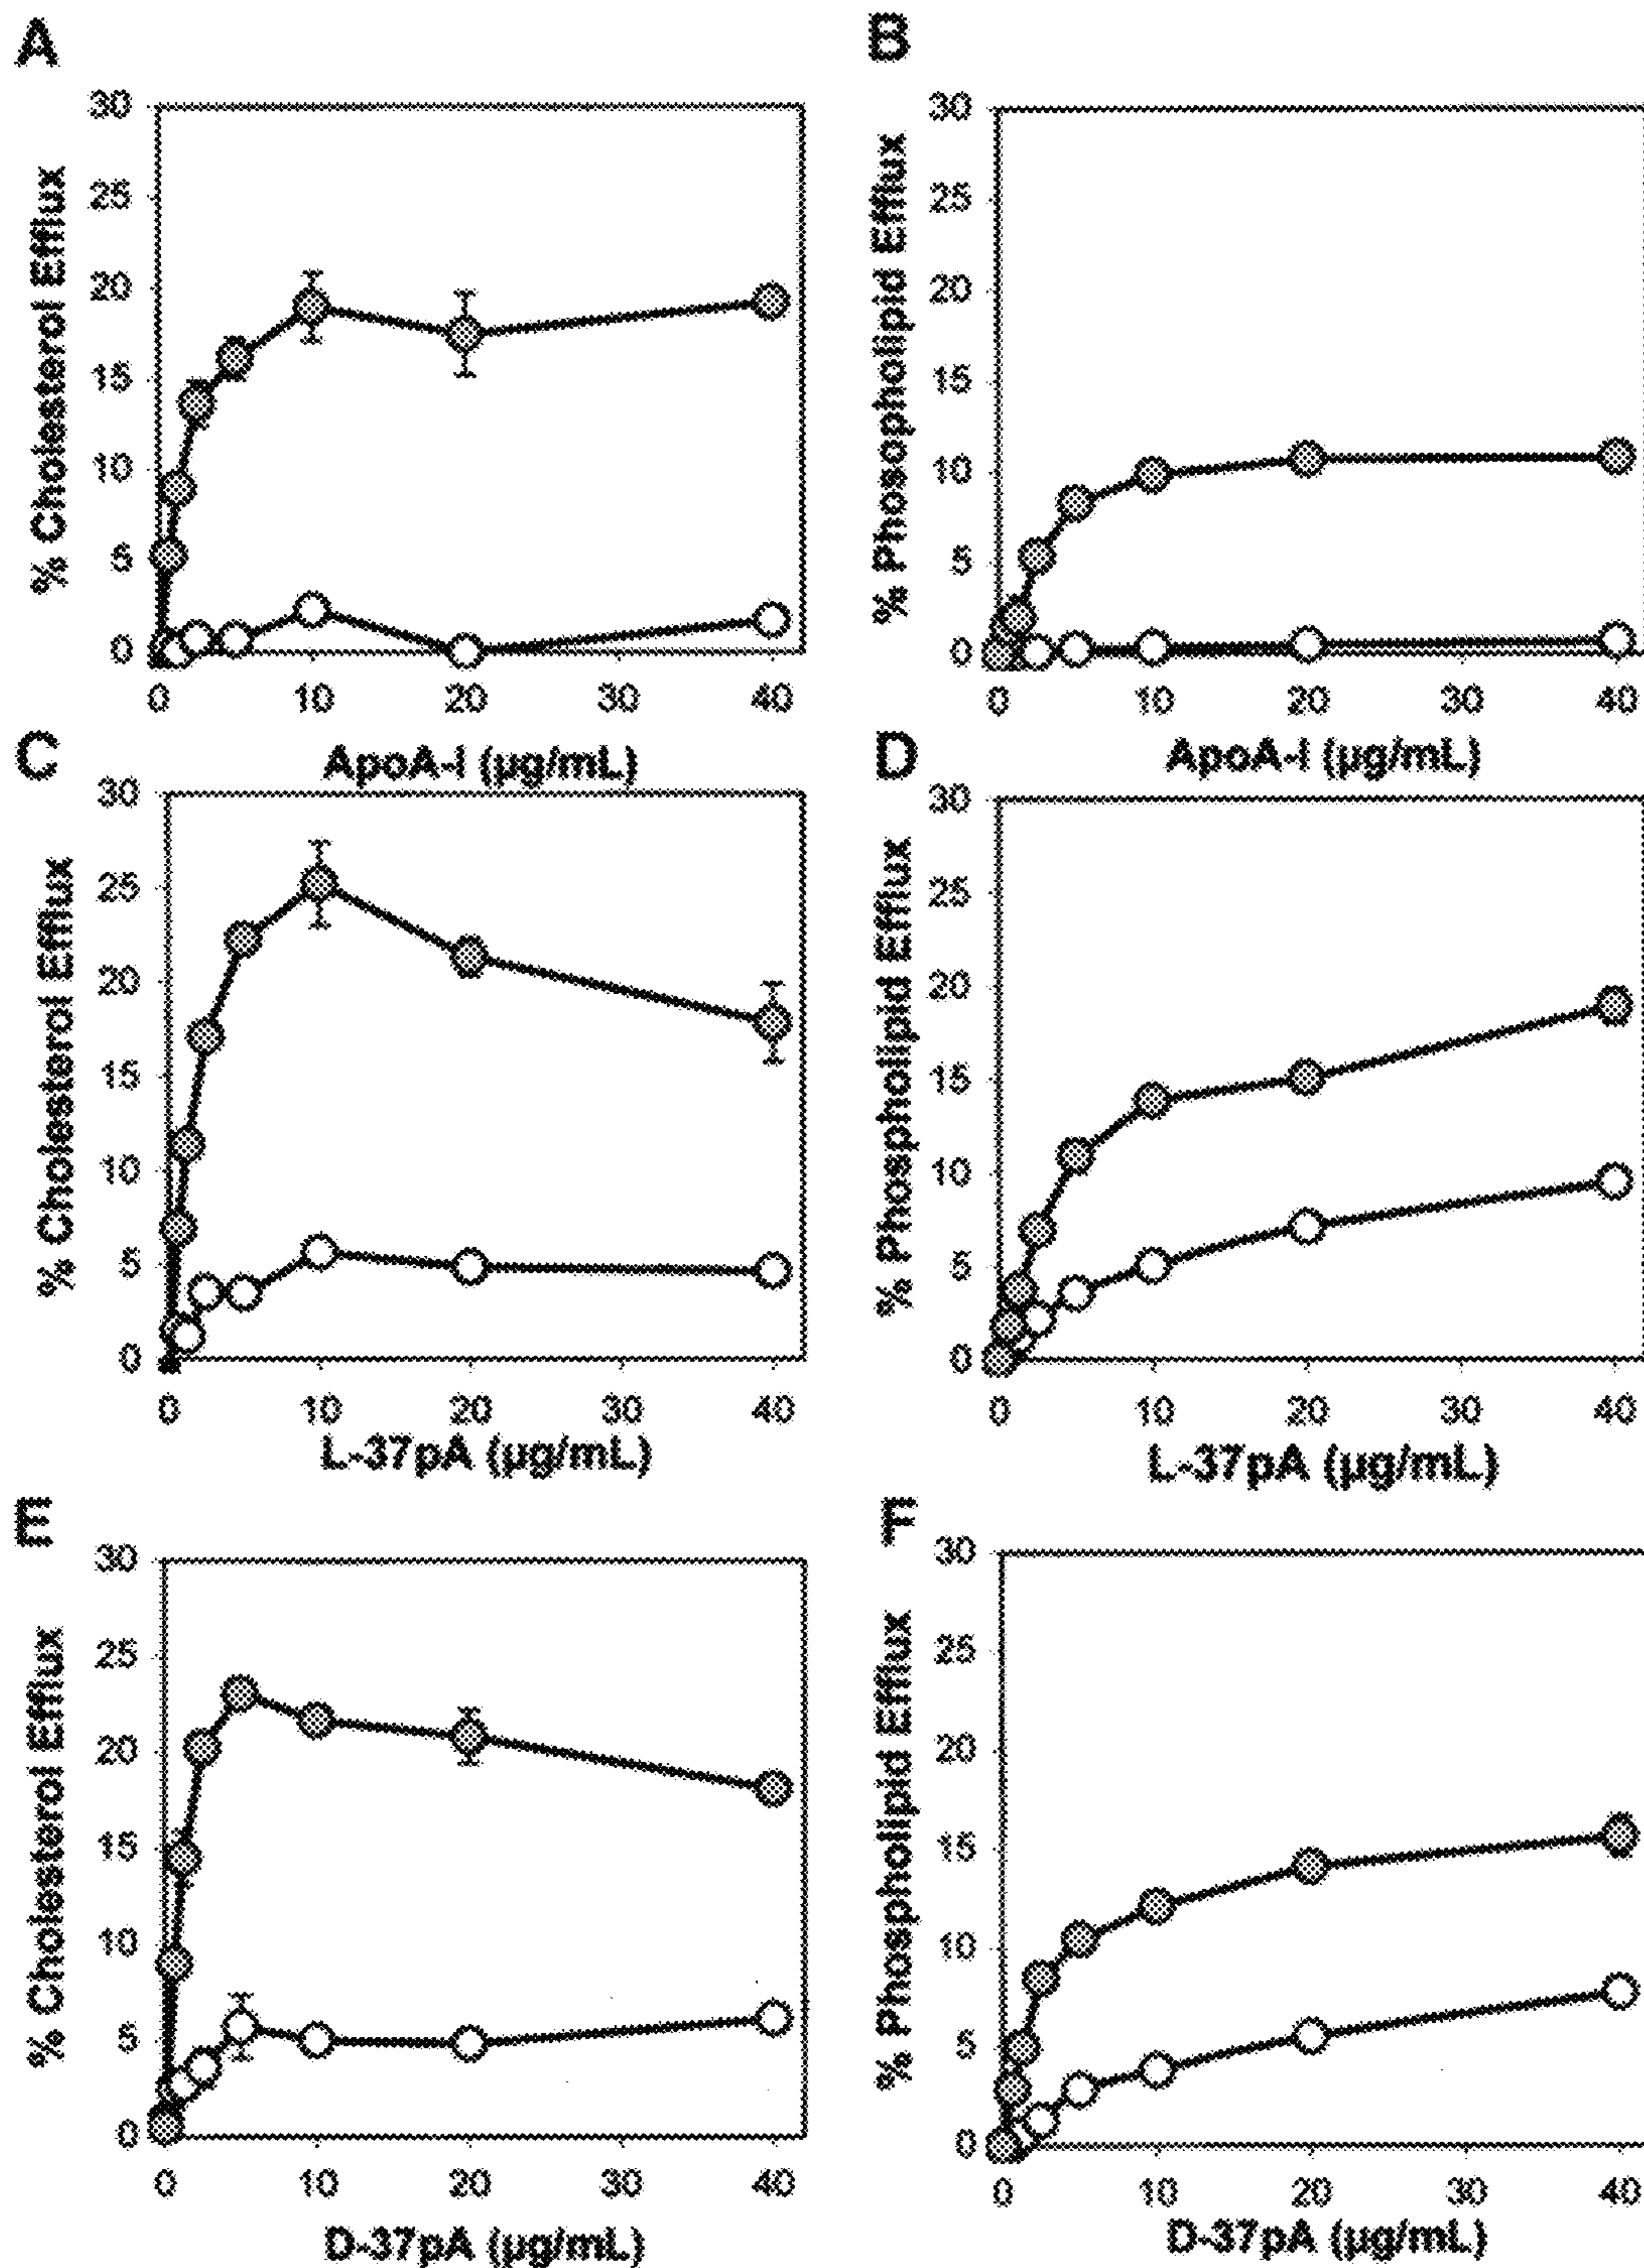 A
B
30
25
20
15
10
5
0
% Cholesterol Efflux
0 10 20 30 40
ApoA-I (µg/mL)
30
25
20
15
10
5
0
% Phosopholipid Efflux
0 10 20 30 40
ApoA-I (µg/mL)
C
D
30
25
20
15
10
5
0
% Cholesterol Efflux
0 10 20 30 40
L-37pA (µg/mL)
30
25
20
15
10
5
0
% Phospholipid Efflux
0 10 20 30 40
L-37pA (µg/mL)
E
F
30
25
20
15
10
5
0
% Cholesterol Efflux
0 10 20 30 40
D-37pA (µg/mL)
30
25
20
15
10
5
0
% Phospholipid Efflux
0 10 20 30 40
D-37pA (µg/mL)